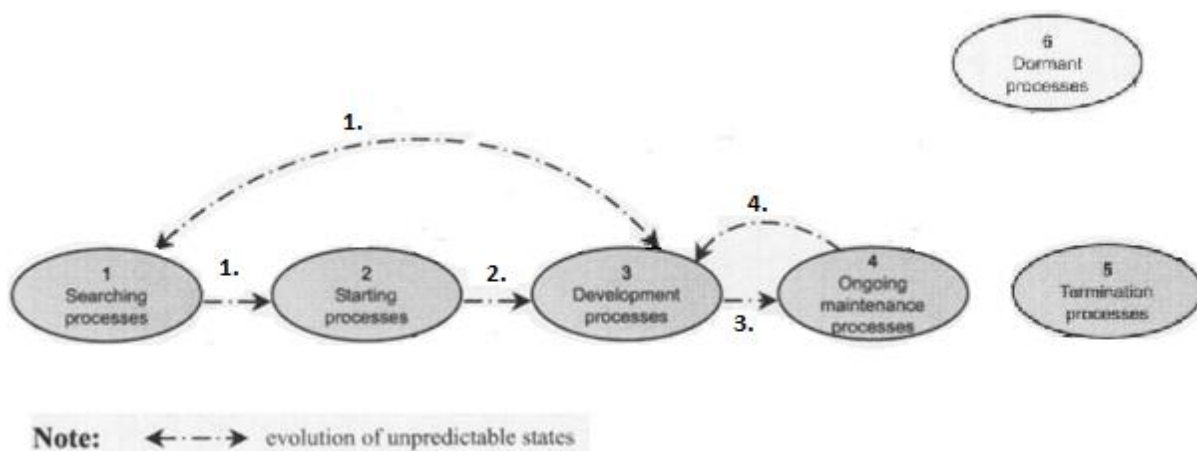 6
Dormant
processes
1.
4.
1
Searching
processes
1.
2
Starting
processes
2.
3
Development
processes
3.
4
Ongoing
maintenance
processes
5
Termination
processes
Note:
evolution of unpredictable states